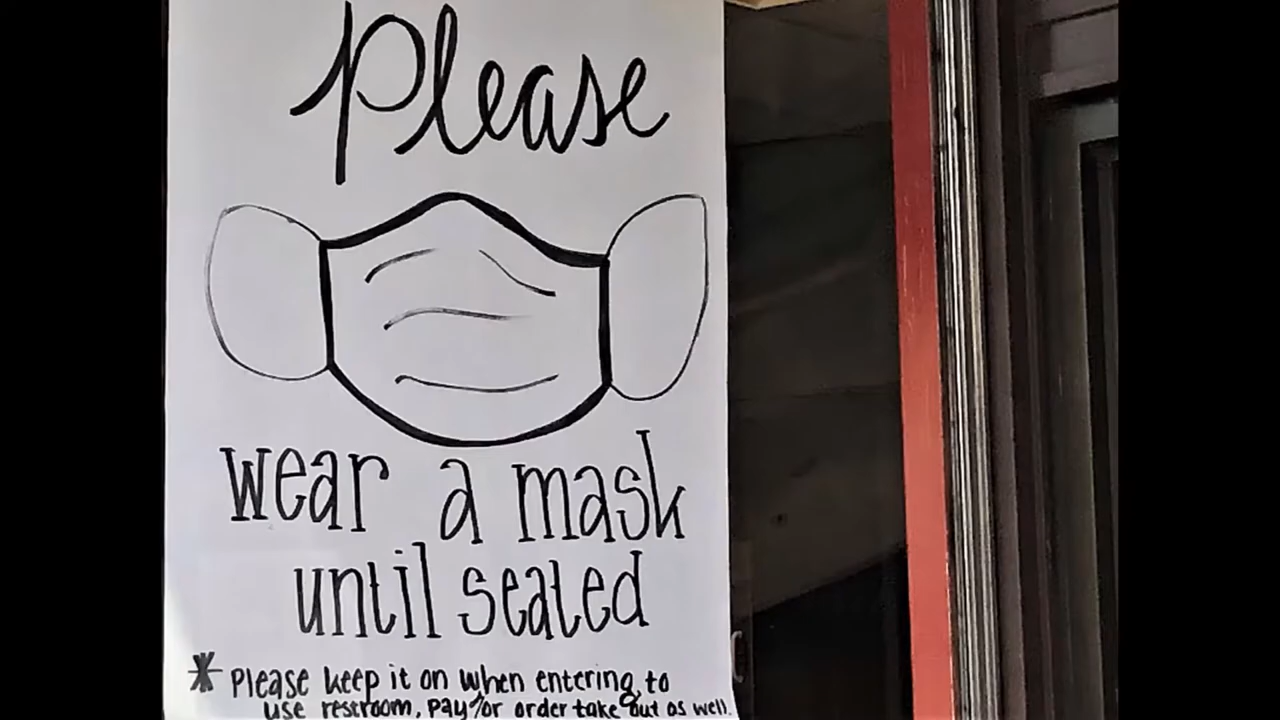 Please
wear a mask
until seated
* Please keep it on when entering, to
use restroom, pay %or order take out as well.